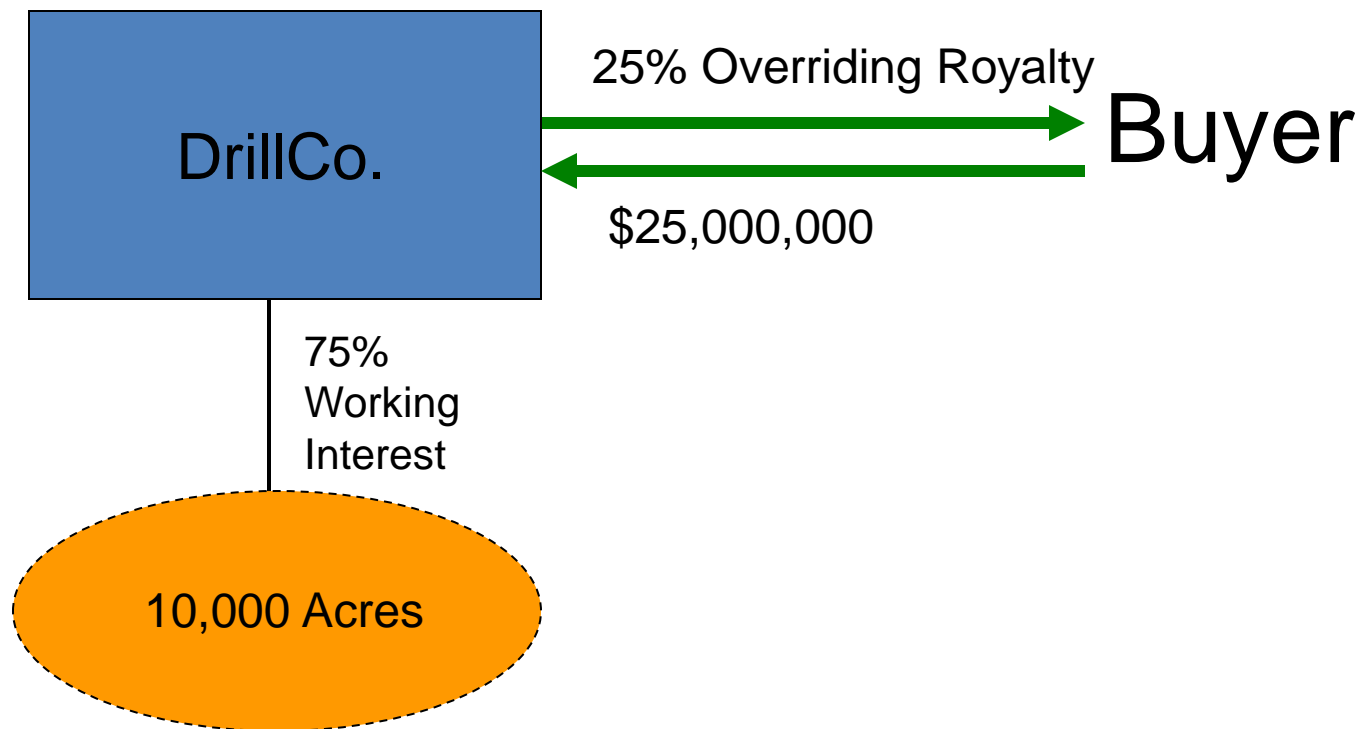 25% Overriding Royalty
DrillCo.
Buyer
$25,000,000
75%
Working
Interest
10,000 Acres